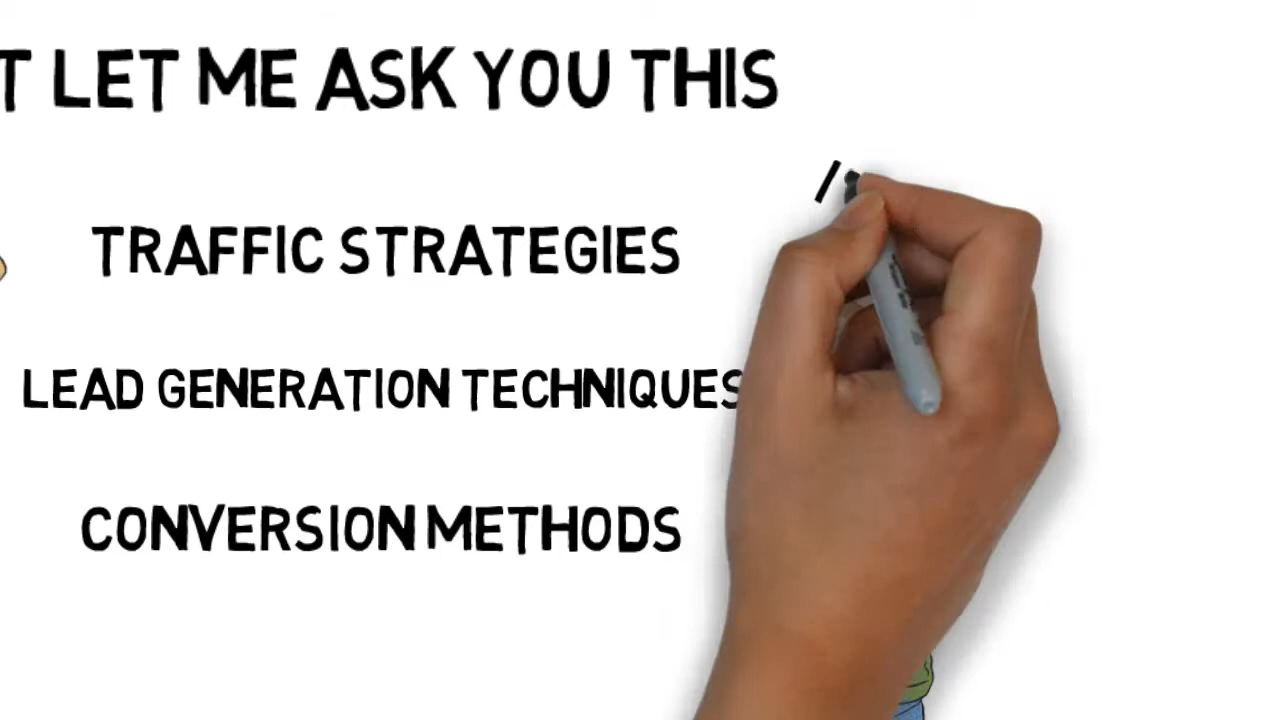 T LET ME ASK YOU THIS
TRAFFIC STRATEGIES
LEAD GENERATION TECHNIQUES
CONVERSION METHODS